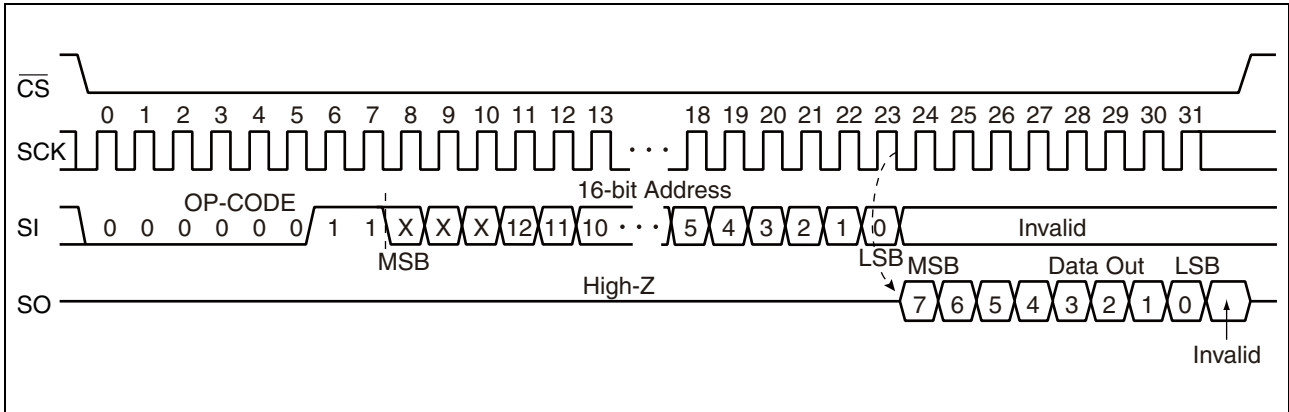 CS
0 1 2 3 4 5 6 7 8 9 10 11 12 13 18 19 20 21 22 23 24 25 26 27 28 29 30 31
SCK ···
OP-CODE 16-bit Address
SI 0 0 0 0 0 0 1 1 X X X 12 11 10 ··· 5 4 3 2 1 0 Invalid
MSB LSB MSB Data Out LSB
High-Z
SO 7 6 5 4 3 2 1 0
Invalid